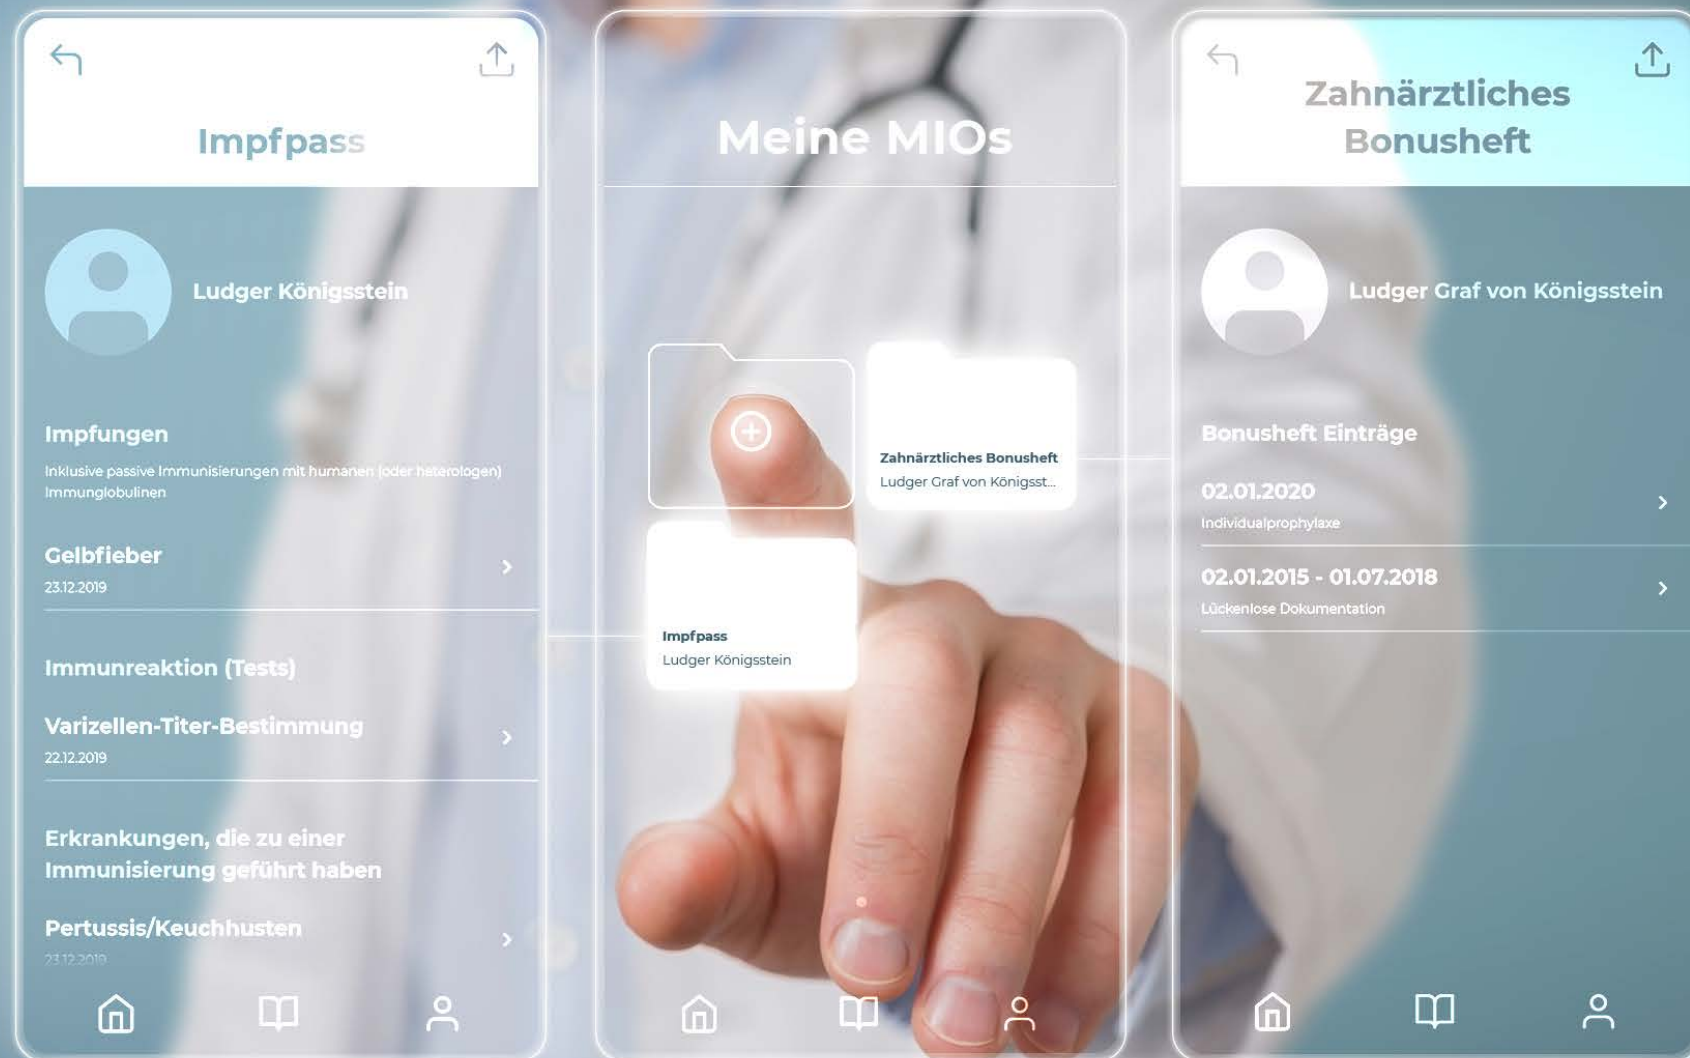 Impfpass
Ludger Königsstein
Impfungen
Inklusive passive Immunisierungen mit humanen (oder heterologen)
Immunglobulinen
Gelbfieber
23.12.2019
Immunreaktion (Tests)
Varizellen-Titer-Bestimmung
22.12.2019
Erkrankungen, die zu einer
Immunisierung geführt haben
Pertussis/Keuchhusten
23.12.2019
Meine MIOs
Zahnärztliches Bonusheft
Ludger Graf von Königsst...
Impfpass
Ludger Königsstein
Zahnärztliches
Bonusheft
Ludger Graf von Königsstein
Bonusheft Einträge
02.01.2020
Individualprophylaxe
02.01.2015 - 01.07.2018
Lückenlose Dokumentation